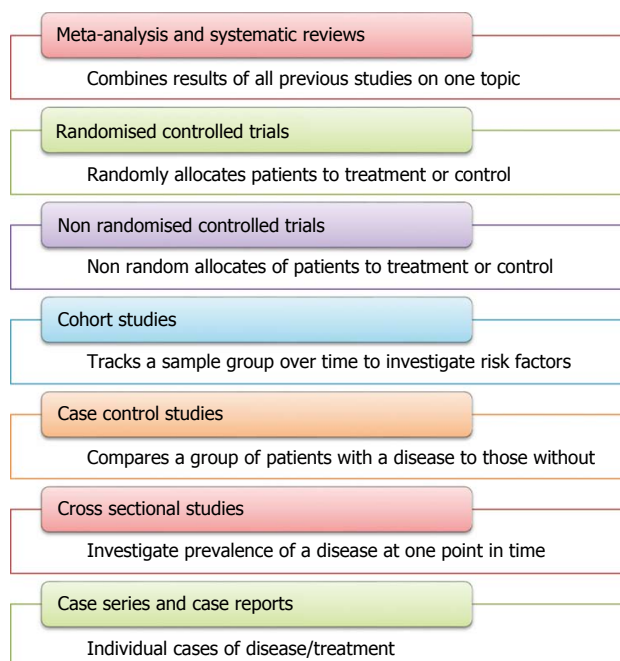 Meta-analysis and systematic reviews
Combines results of all previous studies on one topic
Randomised controlled trials
Randomly allocates patients to treatment or control
Non randomised controlled trials
Non random allocates of patients to treatment or control
Cohort studies
Tracks a sample group over time to investigate risk factors
Case control studies
Compares a group of patients with a disease to those without
Cross sectional studies
Investigate prevalence of a disease at one point in time
Case series and case reports
Individual cases of disease/treatment